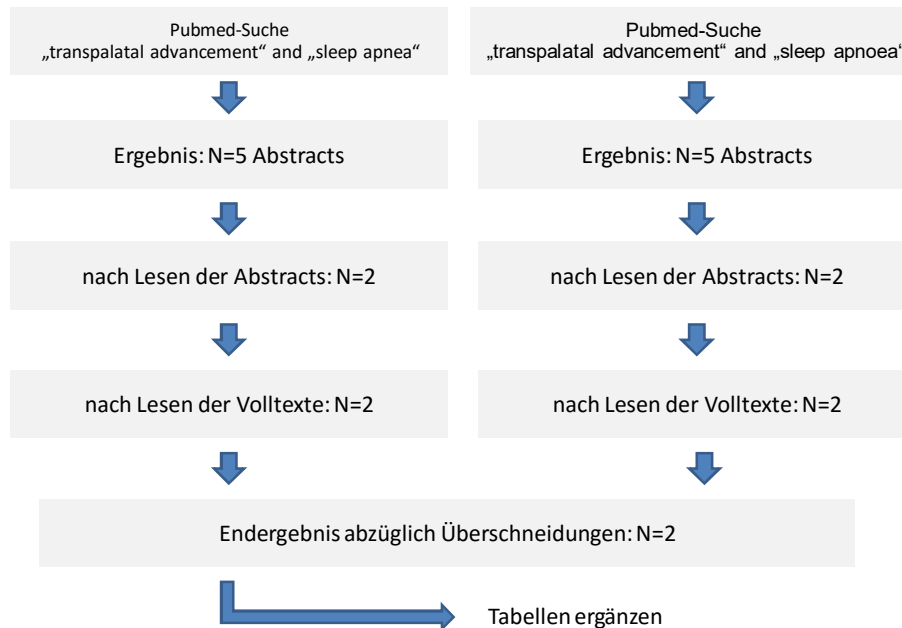 Pubmed-Suche
„transpalatal advancement“ and „sleep apnea“
Pubmed-Suche
„transpalatal advancement“ and „sleep apnoea“
Ergebnis: N=5 Abstracts
Ergebnis: N=5 Abstracts
nach Lesen der Abstracts: N=2
nach Lesen der Abstracts: N=2
nach Lesen der Volltexte: N=2
nach Lesen der Volltexte: N=2
Endergebnis abzüglich Überschneidungen: N=2
Tabellen ergänzen